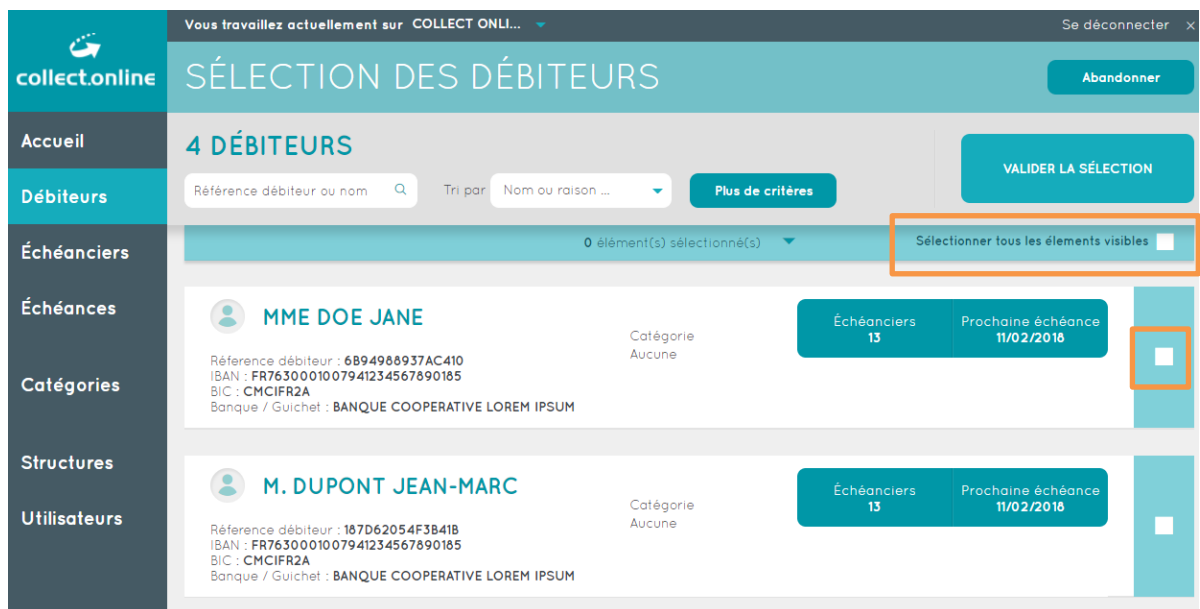 Vous travaillez actuellement sur COLLECT ONLI...
Se déconnecter ×
collect.online
SÉLECTION DES DÉBITEURS
Abandonner
Accueil
Débiteurs
Échéanciers
Échéances
Catégories
Structures
Utilisateurs
4 DÉBITEURS
Référence débiteur ou nom
Tri par
Nom ou raison ...
Plus de critères
VALIDER LA SÉLECTION
0 élément(s) sélectionné(s)
Sélectionner tous les élements visibles
MME DOE JANE
Réference débiteur : 6B94988937AC410
IBAN : FR7630001007941234567890185
BIC : CMCIFR2A
Banque / Guichet : BANQUE COOPERATIVE LOREM IPSUM
Catégorie
Aucune
Échéanciers
13
Prochaine échéance
11/02/2018
M. DUPONT JEAN-MARC
Réference débiteur : 187D62054F3B41B
IBAN : FR7630001007941234567890185
BIC : CMCIFR2A
Banque / Guichet : BANQUE COOPERATIVE LOREM IPSUM
Catégorie
Aucune
Échéanciers
13
Prochaine échéance
11/02/2018